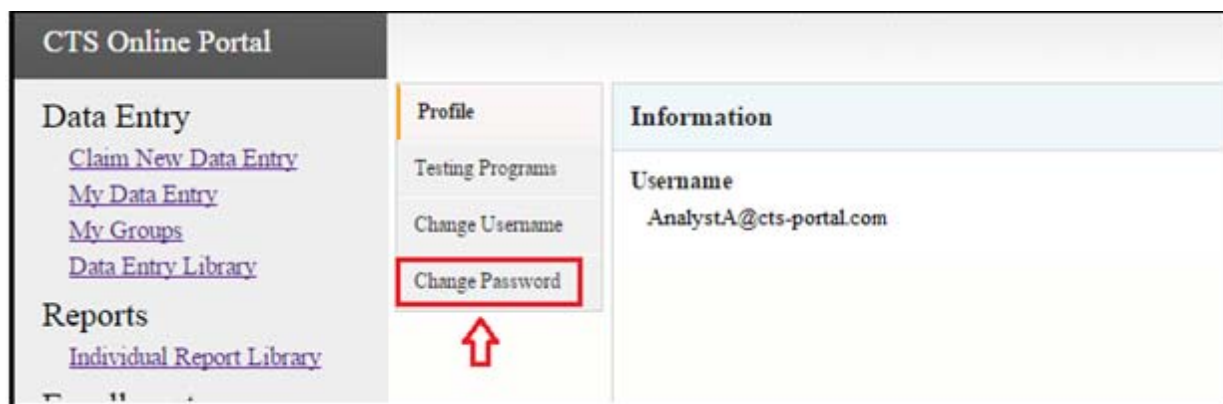 CTS Online Portal
Data Entry
Claim New Data Entry
My Data Entry
My Groups
Data Entry Library
Reports
Individual Report Library
Profile
Testing Programs
Change Username
Change Password
Information
Username
AnalystA@cts-portal.com